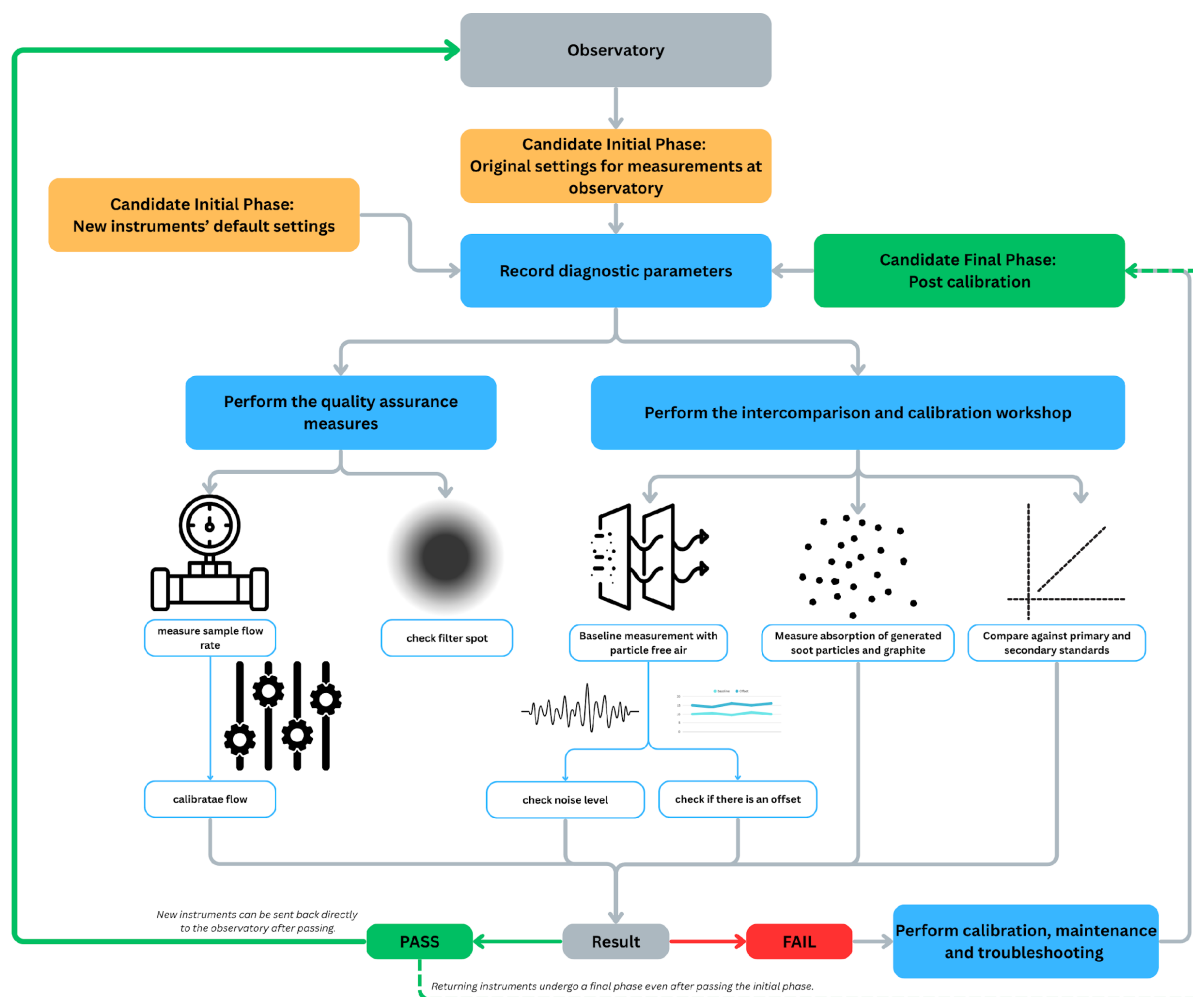 Observatory
Candidate Initial Phase:
Original settings for measurements at
observatory
Candidate Initial Phase:
New instruments' default settings
Record diagnostic parameters
Candidate Final Phase:
Post calibration
Perform the quality assurance
measures
Perform the intercomparison and calibration workshop
measure sample flow
rate
check filter spot
Baseline measurement with
particle free air
Measure absorption of generated
soot particles and graphite
Compare against primary and
secondary standards
calibratae flow
check noise level
check if there is an offset
New instruments can be sent back directly
to the observatory after passing.
PASS
Result
FAIL
Perform calibration, maintenance
and troubleshooting
Returning instruments undergo a final phase even after passing the initial phase.